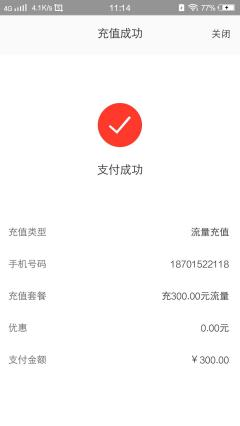 4G 4.1K/s 11:14 77%
充值成功 关闭
支付成功
充值类型 流量充值
手机号码 18701522118
充值套餐 充300.00元流量
优惠 0.00元
支付金额 ¥300.00